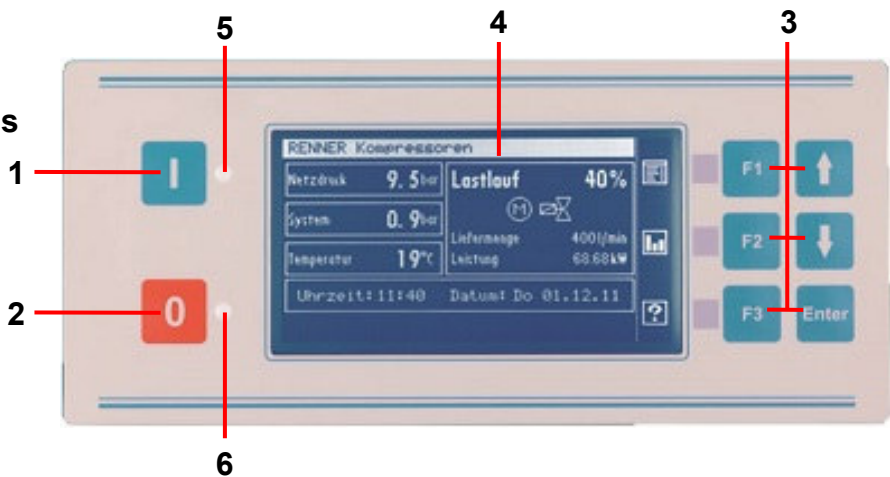 5 4 3
s
1
I
RENNER Kompressoren
Netzdruck 9.5 bar
System 0.9 bar
Temperatur 19°C
Lastlauf 40%
M
Liefermenge 400 l/min
Leistung 68.68 kW
Uhrzeit: 11:40 Datum: Do 01.12.11
?
F1
F2
F3 Enter
2
0
6